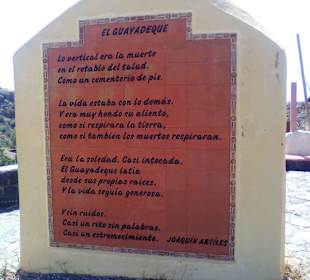 EL GUAYADEQUE
Lo vertical era la muerte
en el retablo del talud.
Como un cementerio de pie.
La vida estaba con lo demás.
Y era muy hondo su aliento,
como si respirara la tierra,
como si también los muertos respiraran.
Era la soledad. Casi intocada.
El Guayadeque latía
desde sus propias raíces.
Y la vida seguía generosa.
Y sin ruidos.
Casi un rito sin palabras.
Casi un estremecimiento. JOAQUÍN ARTILES